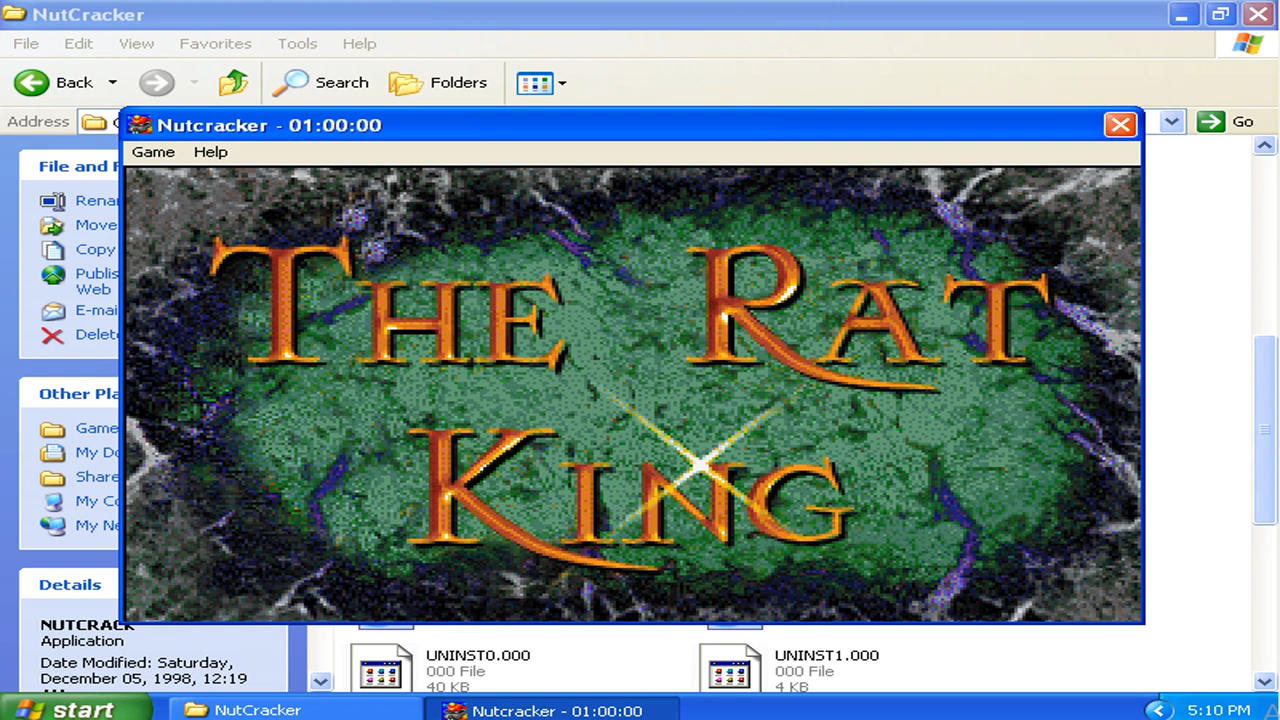 NutCracker
File Edit View Favorites Tools Help
Back Search Folders
Address Go
Nutcracker - 01:00:00
Game Help
THE RAT
KING
File and F
Rena
Move
Copy
Publis
Web
E-mai
Delet
Other Pla
Game
My Do
Share
My Co
My Ne
Details
NUTCRACK
Application
Date Modified: Saturday,
December 05, 1998, 12:19
UNINST0.000
000 File
40 KB
UNINST1.000
000 File
4 KB
start NutCracker Nutcracker - 01:00:00 5:10 PM